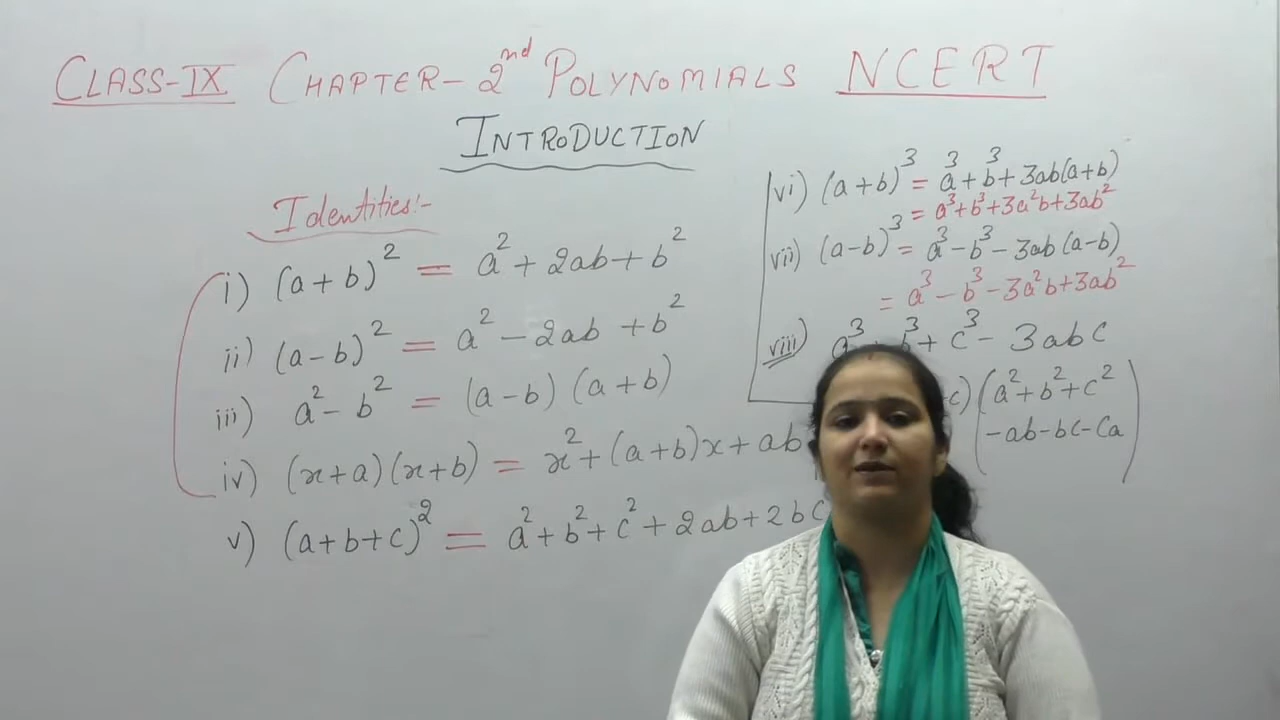 CLASS-IX CHAPTER-2nd POLYNOMIALS NCERT
INTRODUCTION
Identities:-
i) (a+b)² = a²+2ab+b²
ii) (a-b)² = a²-2ab+b²
iii) a²-b² = (a-b)(a+b)
iv) (x+a)(x+b) = x²+(a+b)x+ab
v) (a+b+c)² = a²+b²+c²+2ab+2bc
vi) (a+b)³ = a³+b³+3ab(a+b)
= a³+b³+3a²b+3ab²
vii) (a-b)³ = a³-b³-3ab(a-b)
= a³-b³-3a²b+3ab²
viii) a³+b³+c³-3abc
c)(a²+b²+c²
-ab-bc-ca)